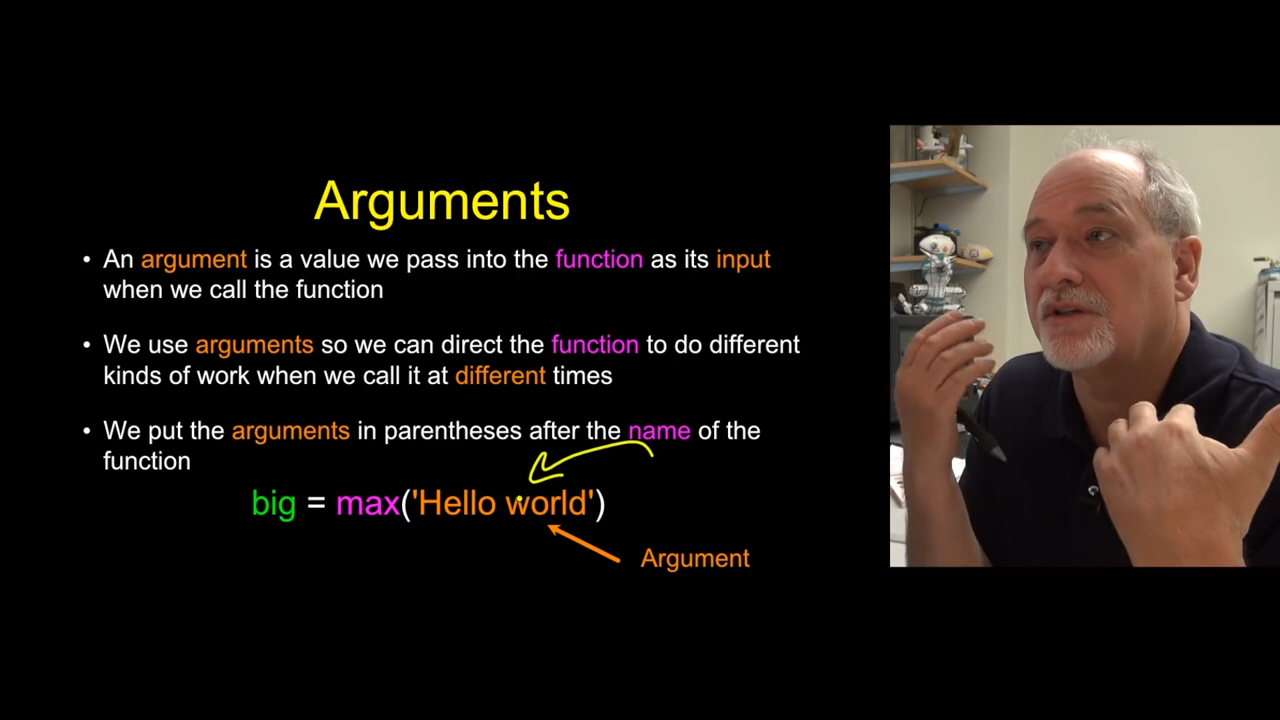 Arguments
• An argument is a value we pass into the function as its input
when we call the function
• We use arguments so we can direct the function to do different
kinds of work when we call it at different times
• We put the arguments in parentheses after the name of the
function
big = max('Hello world')
Argument